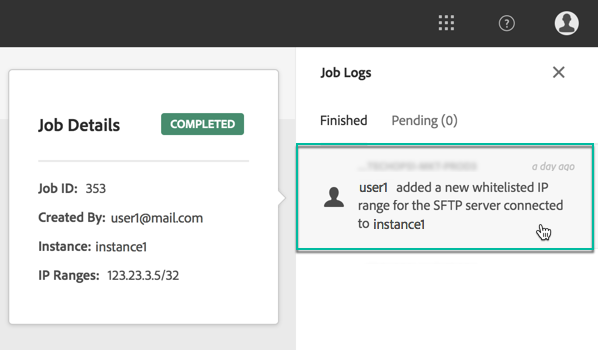 Job Details
COMPLETED
Job ID: 353
Created By: user1@mail.com
Instance: instance1
IP Ranges: 123.23.3.5/32
Job Logs
Finished
Pending (0)
a day ago
user1 added a new whitelisted IP
range for the SFTP server connected
to instance1